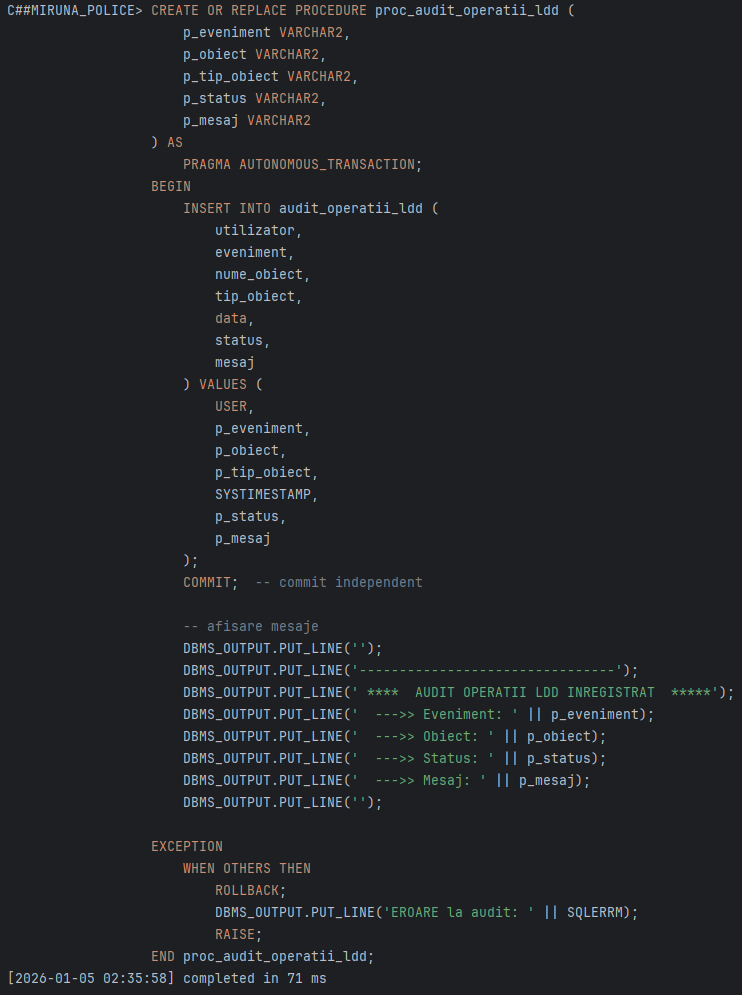 C##MIRUNA_POLICE> CREATE OR REPLACE PROCEDURE proc_audit_operatii_ldd (
                      p_eveniment VARCHAR2,
                      p_obiect VARCHAR2,
                      p_tip_obiect VARCHAR2,
                      p_status VARCHAR2,
                      p_mesaj VARCHAR2
                  ) AS
                      PRAGMA AUTONOMOUS_TRANSACTION;
                  BEGIN
                      INSERT INTO audit_operatii_ldd (
                          utilizator,
                          eveniment,
                          nume_obiect,
                          tip_obiect,
                          data,
                          status,
                          mesaj
                      ) VALUES (
                          USER,
                          p_eveniment,
                          p_obiect,
                          p_tip_obiect,
                          SYSTIMESTAMP,
                          p_status,
                          p_mesaj
                      );
                      COMMIT;  -- commit independent

                      -- afisare mesaje
                      DBMS_OUTPUT.PUT_LINE('');
                      DBMS_OUTPUT.PUT_LINE('--------------------------------');
                      DBMS_OUTPUT.PUT_LINE(' ****  AUDIT OPERATII LDD INREGISTRAT  *****');
                      DBMS_OUTPUT.PUT_LINE('  --->> Eveniment: ' || p_eveniment);
                      DBMS_OUTPUT.PUT_LINE('  --->> Obiect: ' || p_obiect);
                      DBMS_OUTPUT.PUT_LINE('  --->> Status: ' || p_status);
                      DBMS_OUTPUT.PUT_LINE('  --->> Mesaj: ' || p_mesaj);
                      DBMS_OUTPUT.PUT_LINE('');

                  EXCEPTION
                      WHEN OTHERS THEN
                          ROLLBACK;
                          DBMS_OUTPUT.PUT_LINE('EROARE la audit: ' || SQLERRM);
                          RAISE;
                  END proc_audit_operatii_ldd;
[2026-01-05 02:35:58] completed in 71 ms